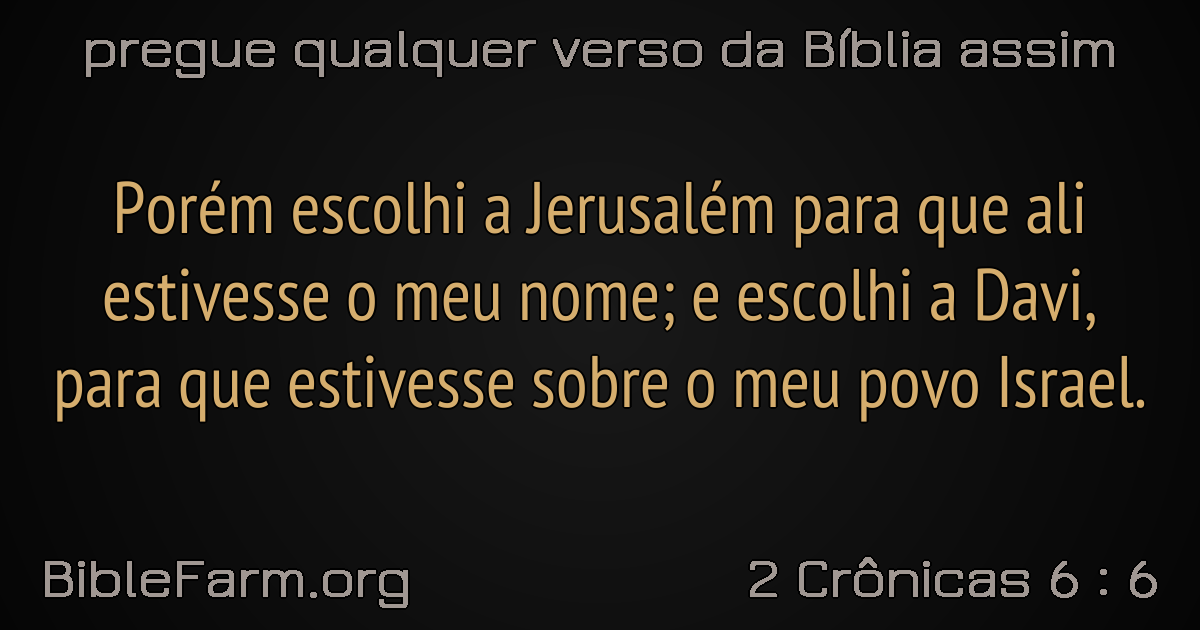 pregue qualquer verso da Bíblia assim
Porém escolhi a Jerusalém para que ali
estivesse o meu nome; e escolhi a Davi,
para que estivesse sobre o meu povo Israel.
BibleFarm.org
2 Crônicas 6 : 6